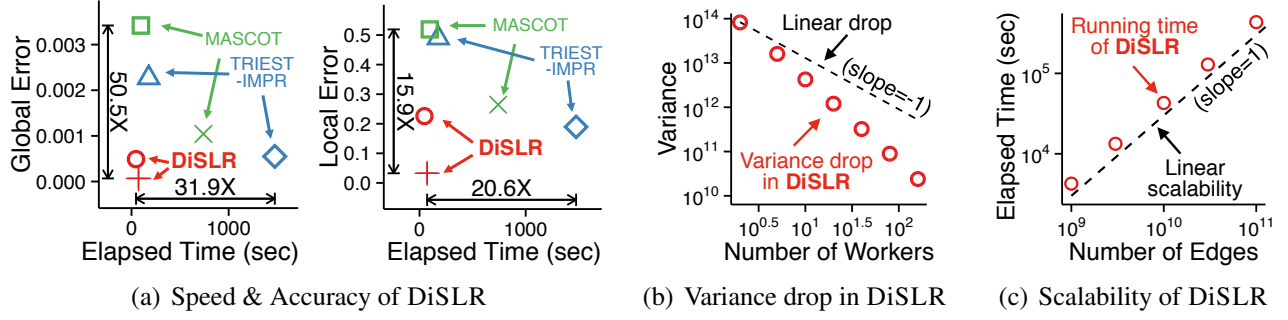 Global Error
0.003
0.002
0.001
0.000
50.5X
MASCOT
TRIEST
-IMPR
DiSLR
31.9X
0
1000
Elapsed Time (sec)
Local Error
0.5
0.4
0.3
0.2
0.1
0.0
15.9X
MASCOT
TRIEST
-IMPR
DiSLR
20.6X
0
1000
Elapsed Time (sec)
(a) Speed & Accuracy of DiSLR
Variance
10^14
10^13
10^12
10^11
10^10
Linear drop
(slope=-1)
Variance drop
in DiSLR
10^0.5
10^1
10^1.5
10^2
Number of Workers
(b) Variance drop in DiSLR
Elapsed Time (sec)
10^5
10^4
Running time
of DiSLR
(slope=1)
Linear
scalability
10^9
10^10
10^11
Number of Edges
(c) Scalability of DiSLR